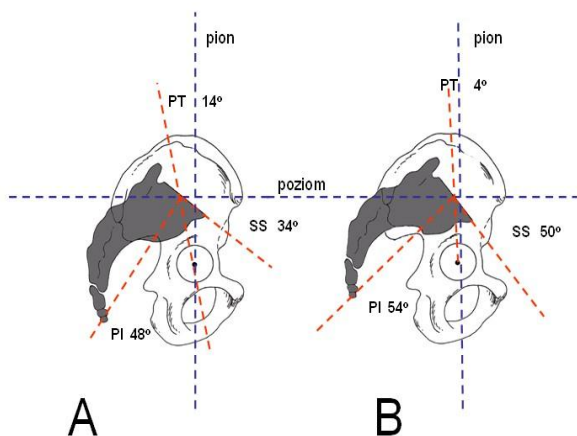 pion
PT 14º
poziom
SS 34º
PI 48º
A
pion
PT 4º
SS 50º
PI 54º
B